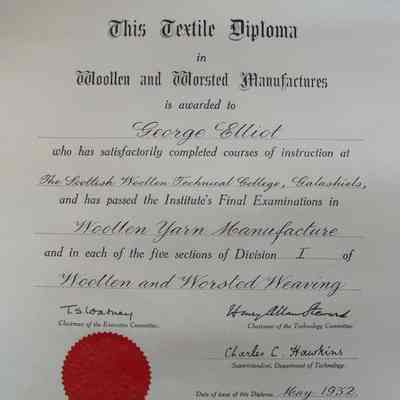 This Textile Diploma
in
Woollen and Worsted Manufactures
is awarded to
George Elliot
who has satisfactorily completed courses of instruction at
The Scottish Woollen Technical College, Galashiels,
and has passed the Institute's Final Examinations in
Woollen Yarn Manufacture
and in each of the five sections of Division I of
Woollen and Worsted Weaving
Chairman of the Executive Committee.
Henry Allan
Chairman of the Technology Committee.
Charles C. Hawkins
Superintendent, Department of Technology.
Date of issue of this Diploma, May 1932